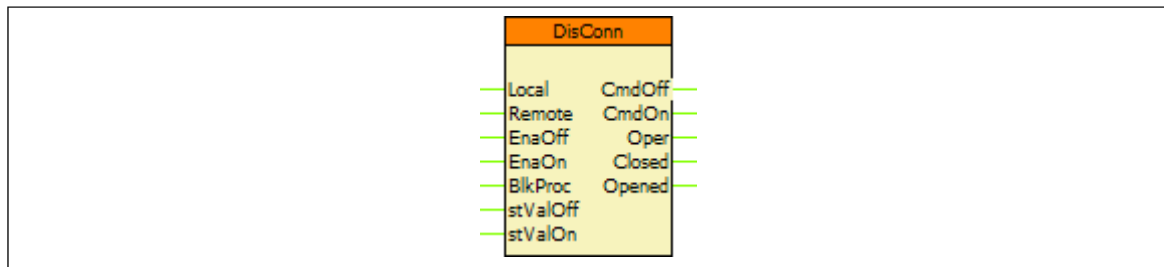 DisConn
Local CmdOff
Remote CmdOn
EnaOff Oper
EnaOn Closed
BlkProc Opened
stValOff
stValOn